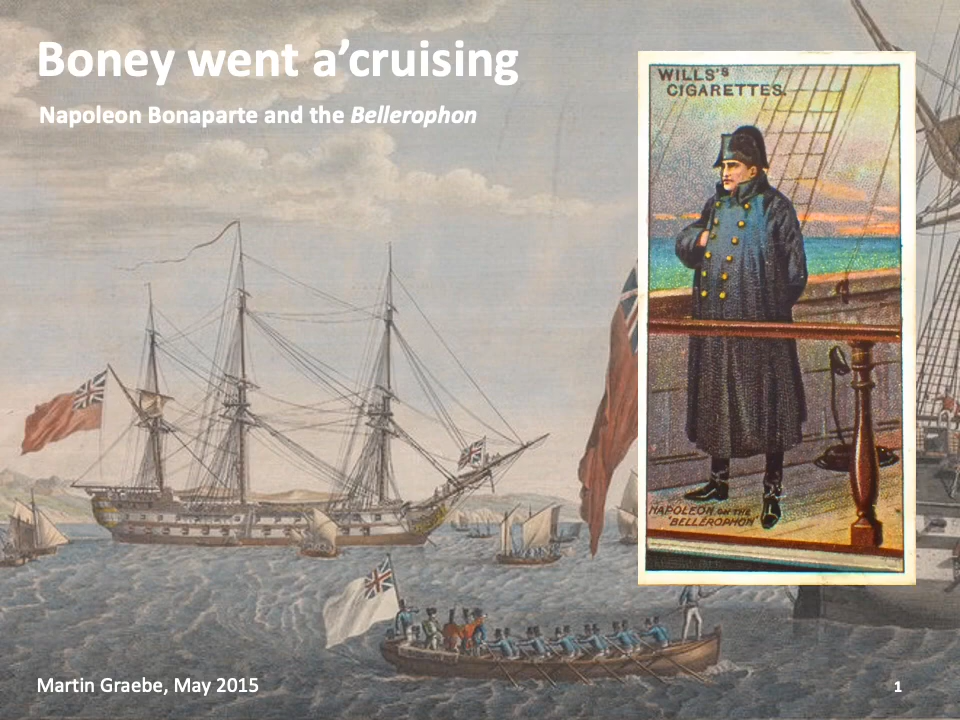 Boney went a’cruising
Napoleon Bonaparte and the Bellerophon
WILLS'S
CIGARETTES.
NAPOLEON ON THE
'BELLEROPHON'
Martin Graebe, May 2015
1